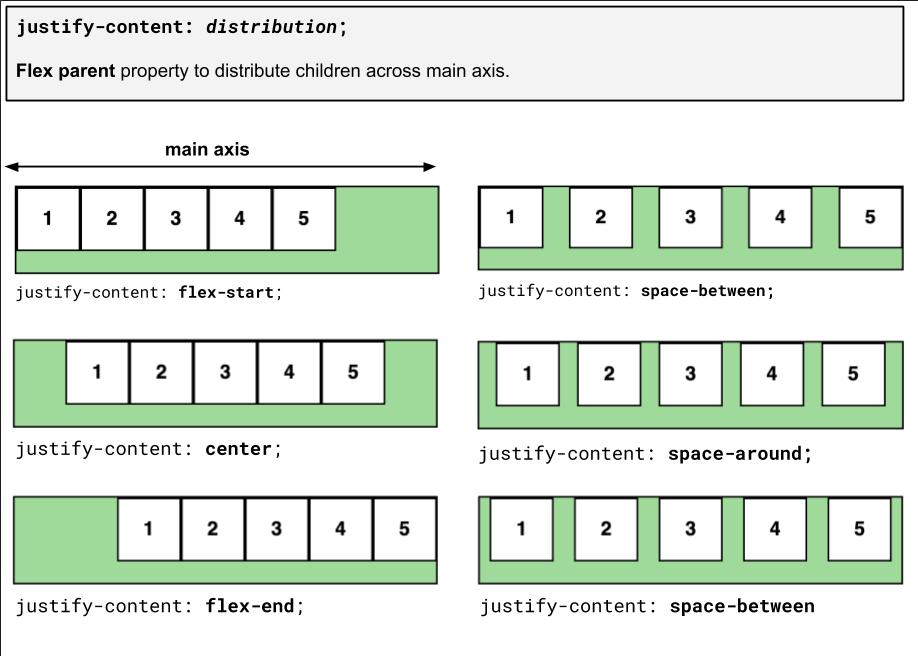 justify-content: distribution;
Flex parent property to distribute children across main axis.
main axis
1 2 3 4 5
justify-content: flex-start;
1 2 3 4 5
justify-content: space-between;
1 2 3 4 5
justify-content: center;
1 2 3 4 5
justify-content: space-around;
1 2 3 4 5
justify-content: flex-end;
1 2 3 4 5
justify-content: space-between